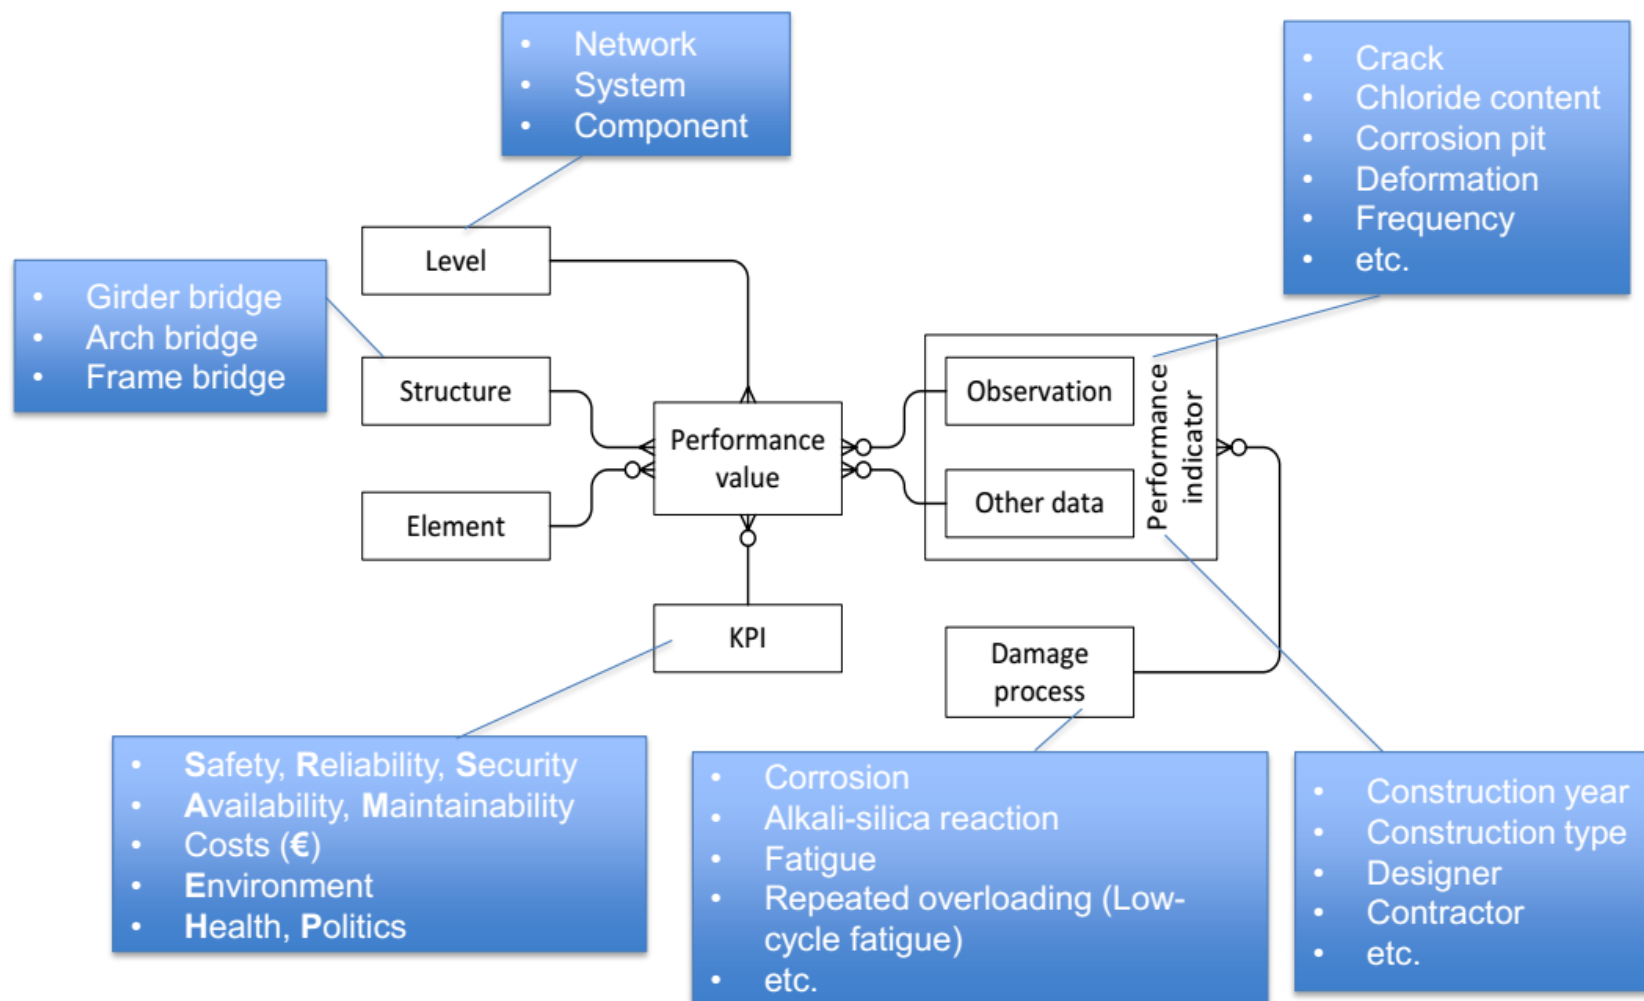 • Network
• System
• Component
• Crack
• Chloride content
• Corrosion pit
• Deformation
• Frequency
• etc.
Level
• Girder bridge
• Arch bridge
• Frame bridge
Structure
Element
Performance
value
Observation
Other data
Performance
indicator
KPI
Damage
process
• Safety, Reliability, Security
• Availability, Maintainability
• Costs (€)
• Environment
• Health, Politics
• Corrosion
• Alkali-silica reaction
• Fatigue
• Repeated overloading (Low-
cycle fatigue)
• etc.
• Construction year
• Construction type
• Designer
• Contractor
• etc.